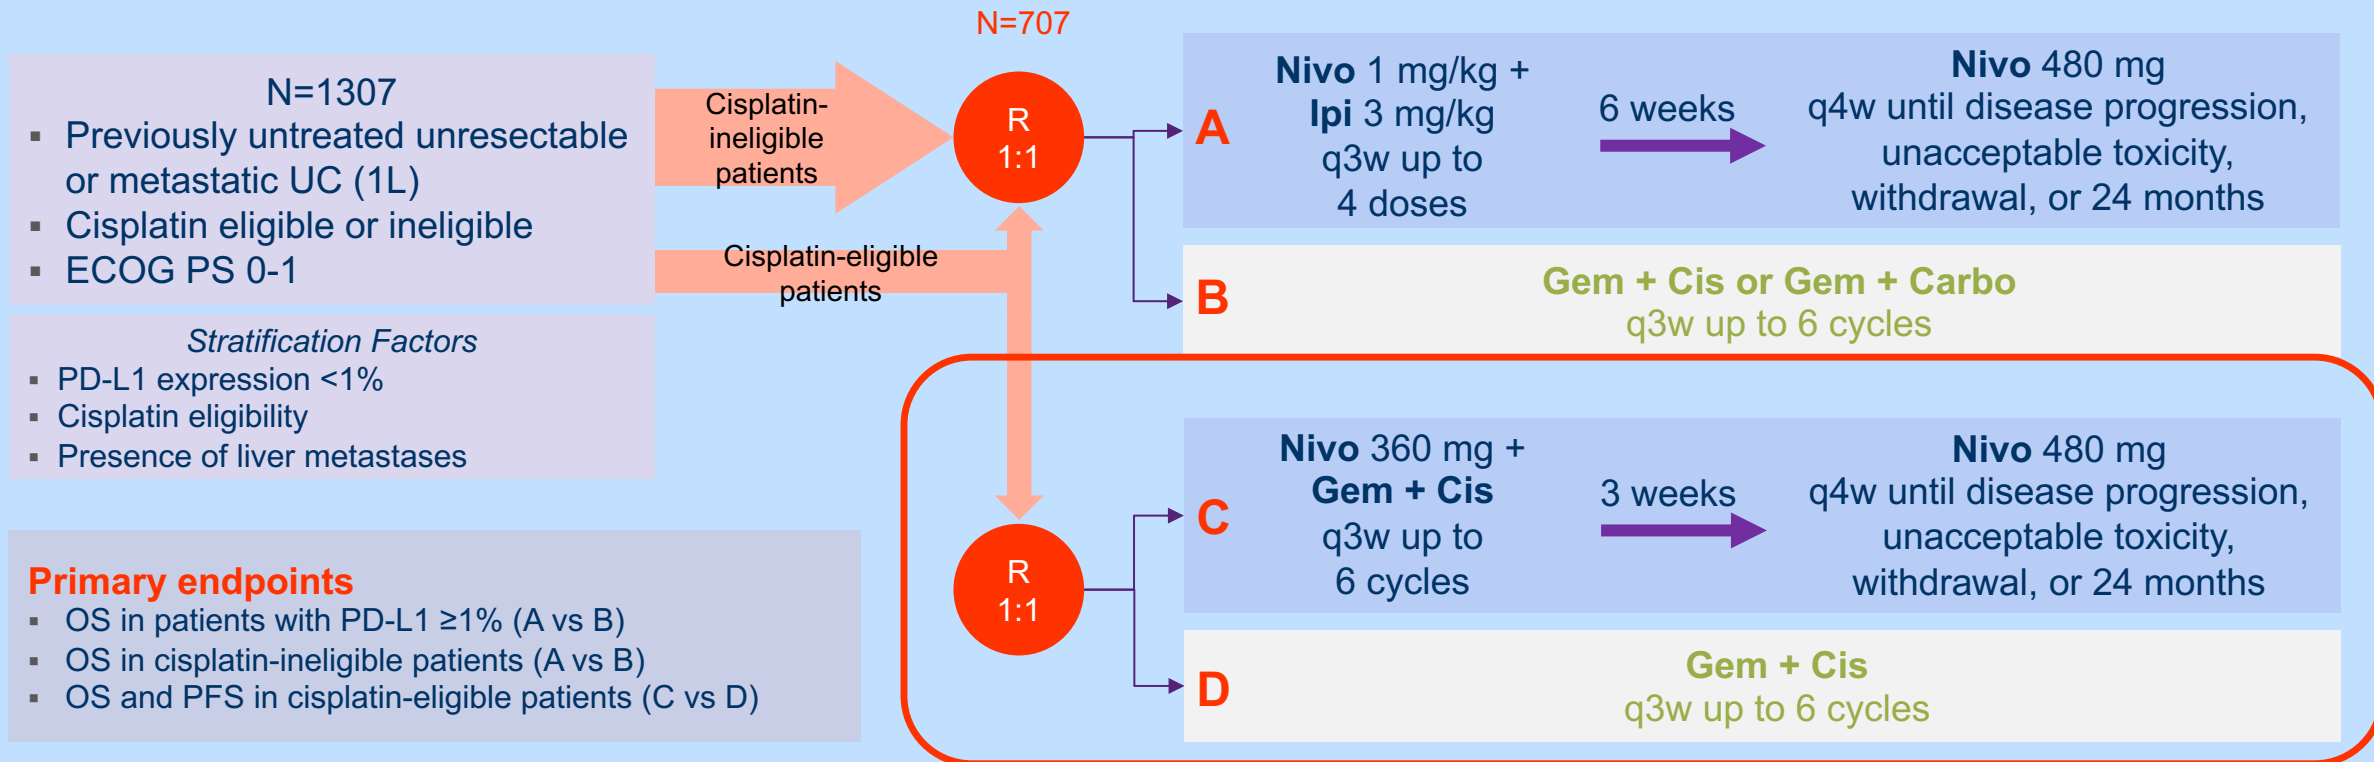 N=707
N=1307
▪ Previously untreated unresectable
or metastatic UC (1L)
▪ Cisplatin eligible or ineligible
▪ ECOG PS 0-1
Stratification Factors
▪ PD-L1 expression <1%
▪ Cisplatin eligibility
▪ Presence of liver metastases
Primary endpoints
▪ OS in patients with PD-L1 ≥1% (A vs B)
▪ OS in cisplatin-ineligible patients (A vs B)
▪ OS and PFS in cisplatin-eligible patients (C vs D)
Cisplatin-
ineligible
patients
Cisplatin-eligible
patients
R
1:1
A
Nivo 1 mg/kg +
Ipi 3 mg/kg
q3w up to
4 doses
6 weeks
Nivo 480 mg
q4w until disease progression,
unacceptable toxicity,
withdrawal, or 24 months
B
Gem + Cis or Gem + Carbo
q3w up to 6 cycles
R
1:1
C
Nivo 360 mg +
Gem + Cis
q3w up to
6 cycles
3 weeks
Nivo 480 mg
q4w until disease progression,
unacceptable toxicity,
withdrawal, or 24 months
D
Gem + Cis
q3w up to 6 cycles